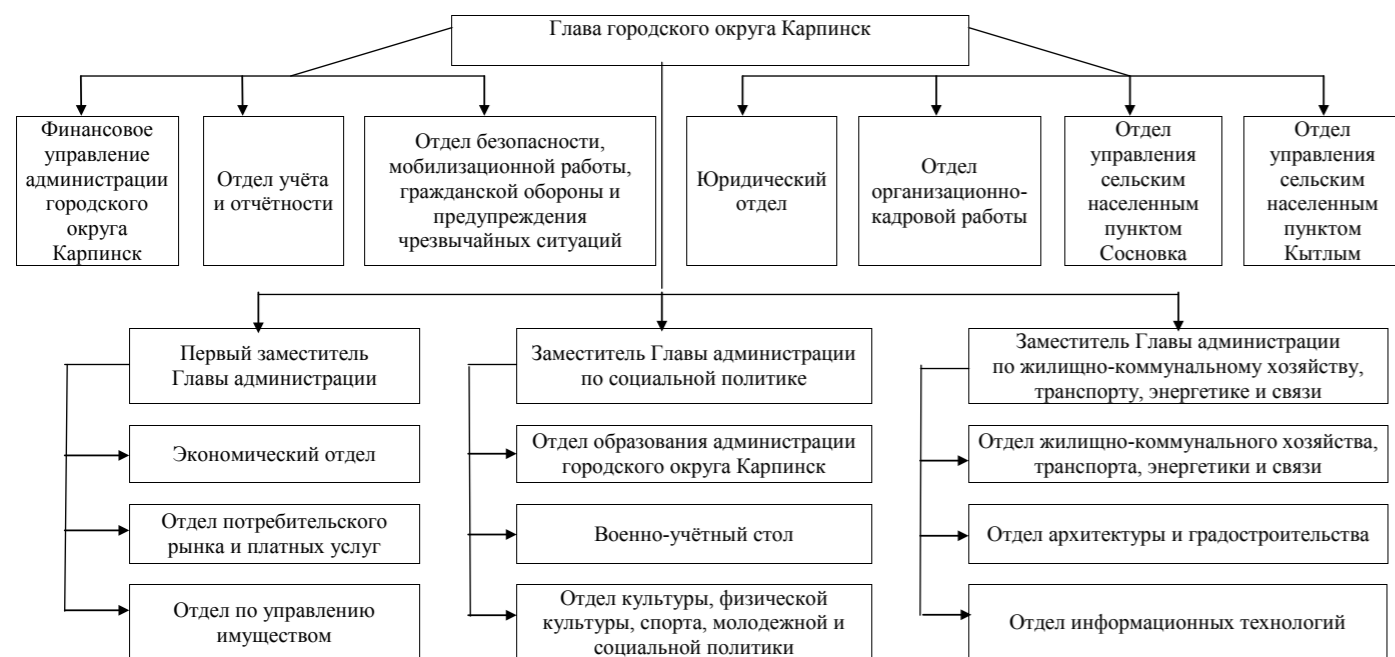 Глава городского округа Карпинск
Финансовое
управление
администрации
городского
округа
Карпинск
Отдел учёта
и отчётности
Отдел безопасности,
мобилизационной работы,
гражданской обороны и
предупреждения
чрезвычайных ситуаций
Юридический
отдел
Отдел
организационно-
кадровой работы
Отдел
управления
сельским
населенным
пунктом
Сосновка
Отдел
управления
сельским
населенным
пунктом
Кытлым
Первый заместитель
Главы администрации
Экономический отдел
Отдел потребительского
рынка и платных услуг
Отдел по управлению
имуществом
Заместитель Главы администрации
по социальной политике
Отдел образования администрации
городского округа Карпинск
Военно-учётный стол
Отдел культуры, физической
культуры, спорта, молодежной и
социальной политики
Заместитель Главы администрации
по жилищно-коммунальному хозяйству,
транспорту, энергетике и связи
Отдел жилищно-коммунального хозяйства,
транспорта, энергетики и связи
Отдел архитектуры и градостроительства
Отдел информационных технологий